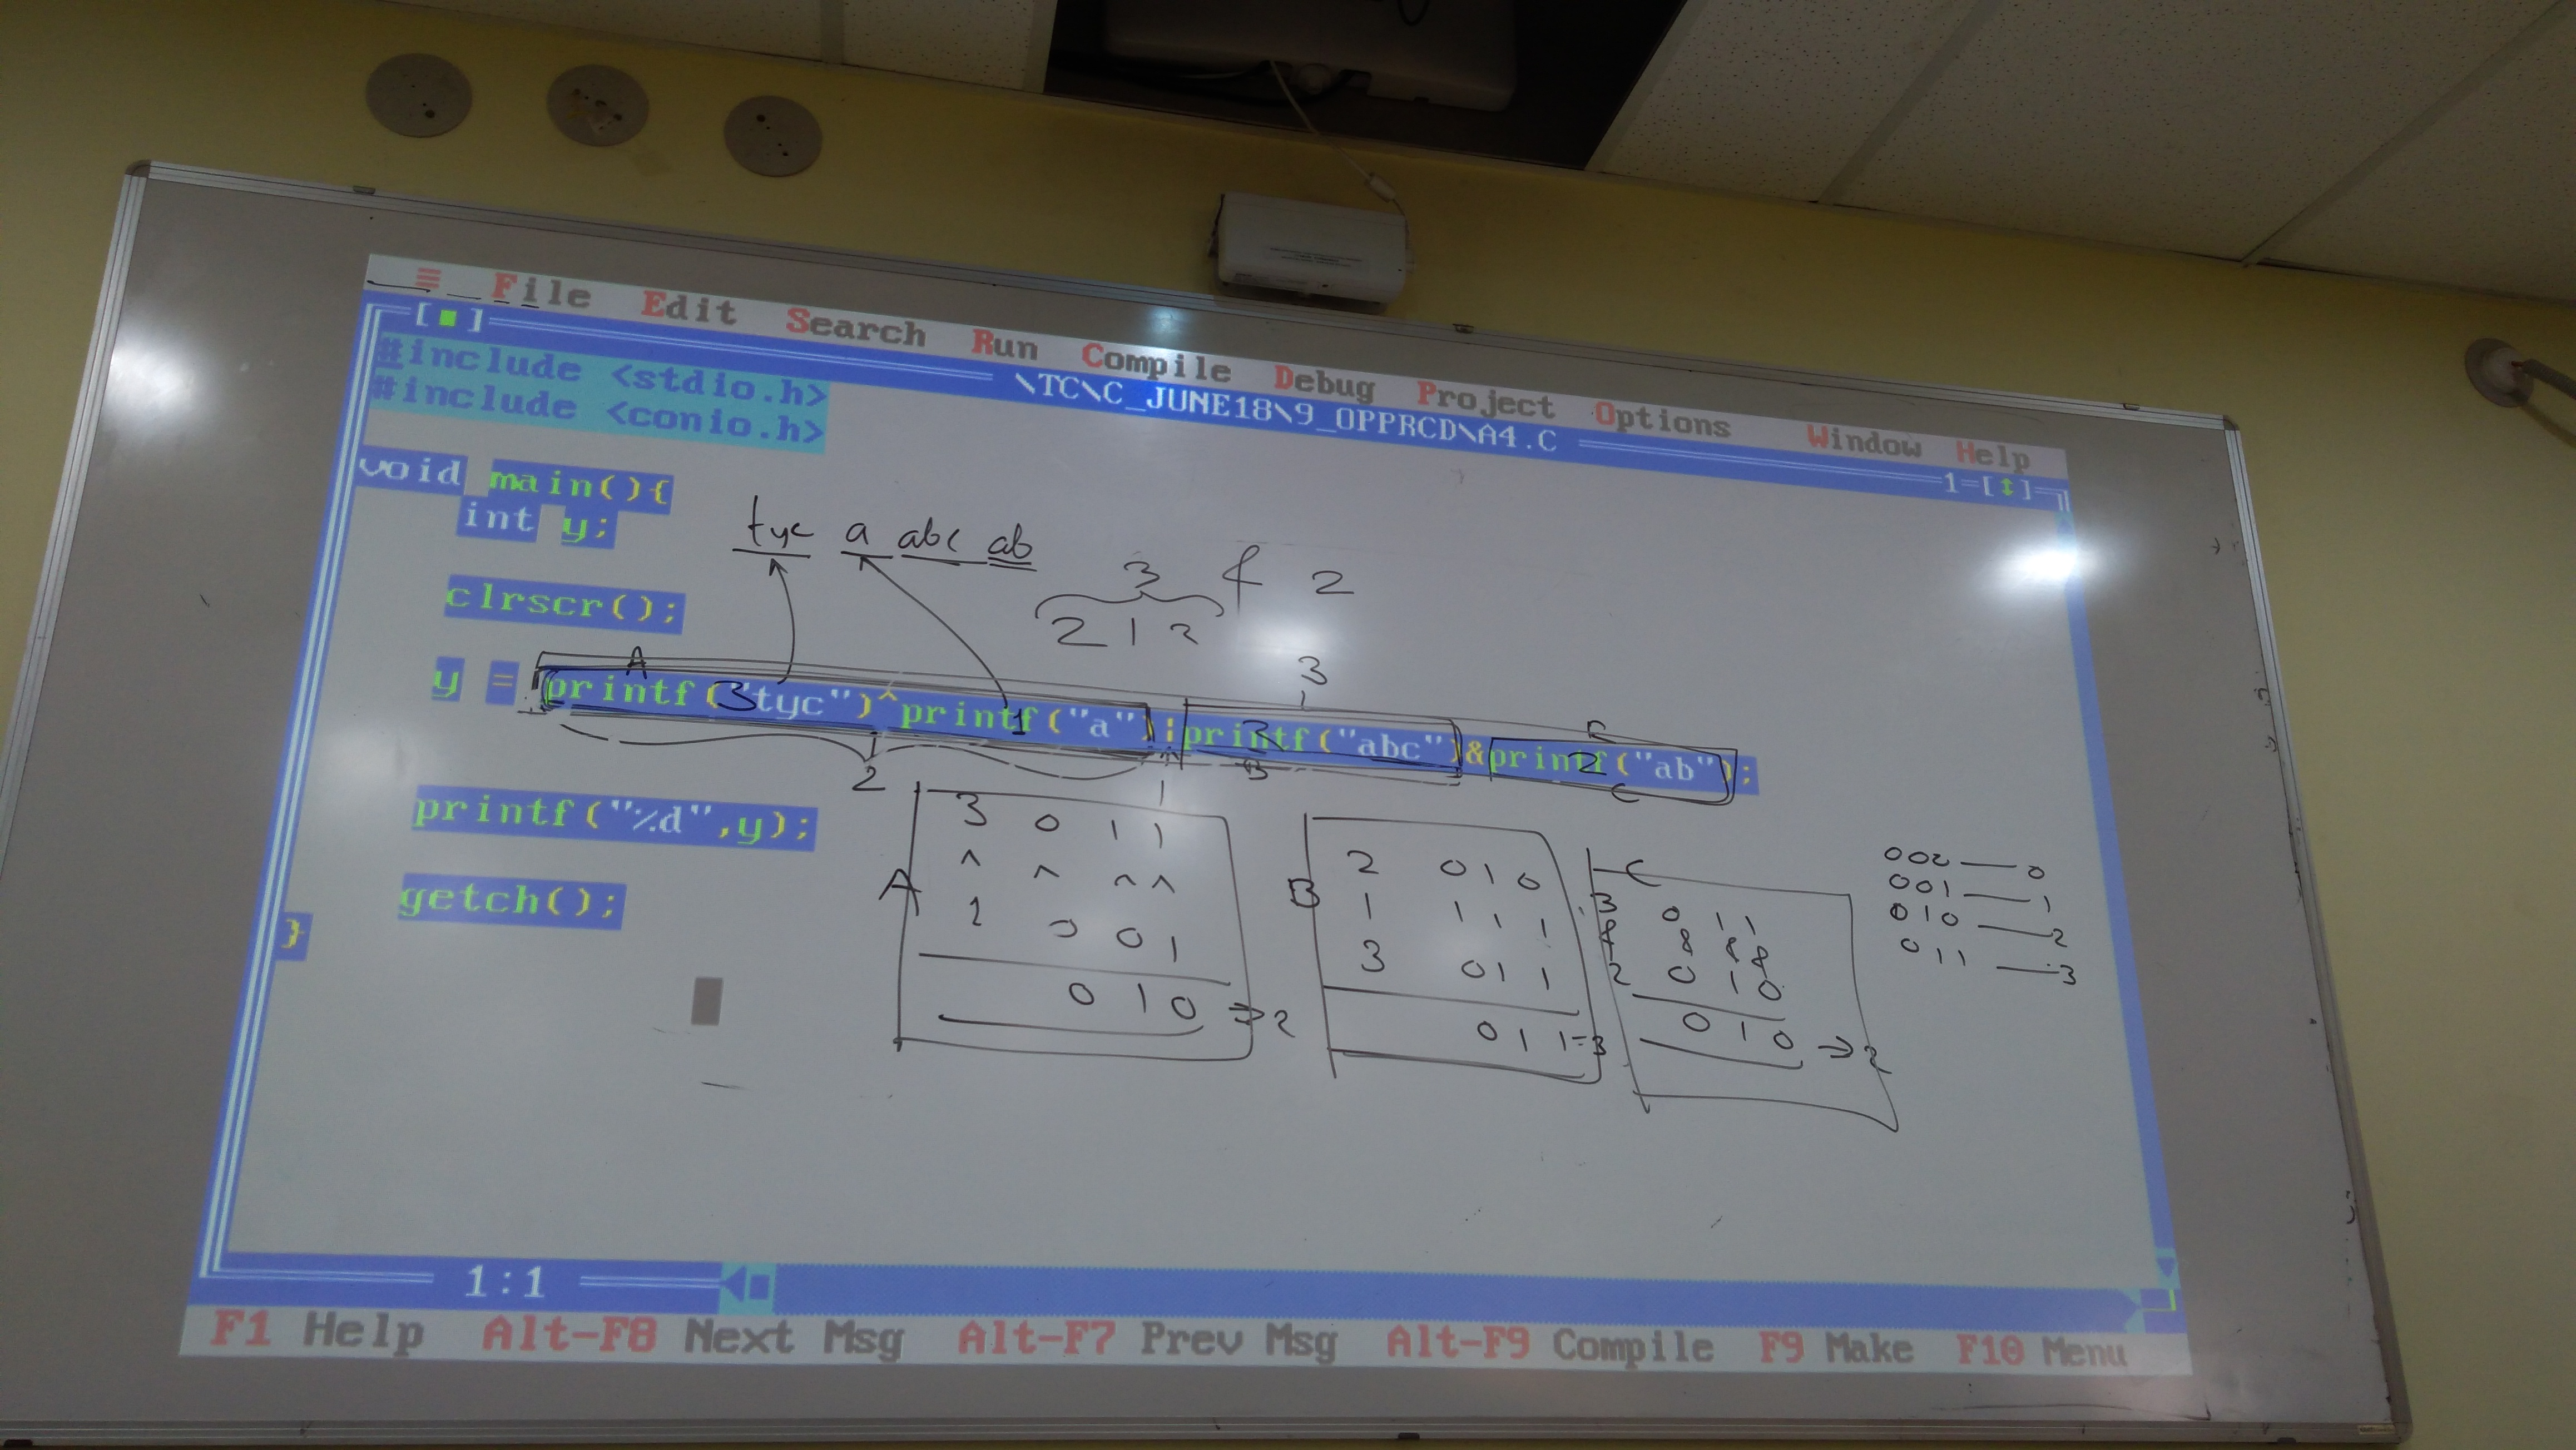 ≡ File Edit Search Run Compile Debug Project Options Window Help
[■] \TC\C_JUNE18\9_OPPRCD\A4.C 1=[↕]
#include <stdio.h>
#include <conio.h>
void main(){
int y;
tyc a abc ab
3 & 2
2 | 3
clrscr();
A 3
y = printf("tyc")^printf("a")|printf("abc")&printf("ab");
3 1 2
2 B C
printf("%d",y);
getch();
}
A
3 0 1 1
^ ^ ^ ^
1 0 0 1
0 1 0 ⇒ 2
B
2 0 1 0
| | | |
3 0 1 1
0 1 1 = 3
C
3 0 1 1
& & & &
2 0 1 0
0 1 0 ⇒ 2
000 — 0
001 — 1
010 — 2
011 — 3
1:1
F1 Help Alt-F8 Next Msg Alt-F7 Prev Msg Alt-F9 Compile F9 Make F10 Menu